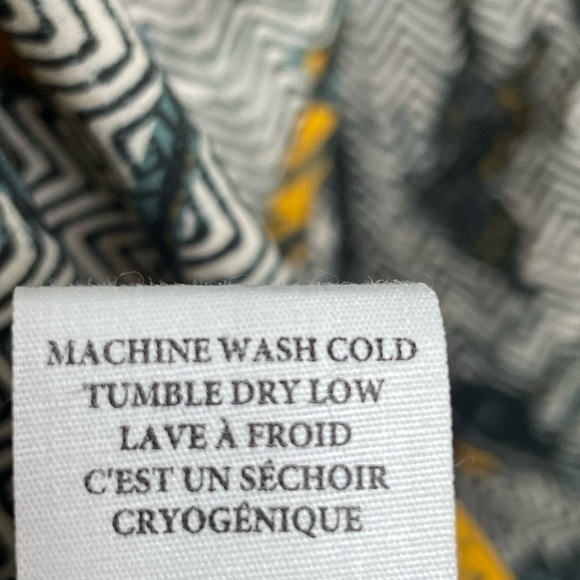 MACHINE WASH COLD
TUMBLE DRY LOW
LAVE À FROID
C'EST UN SÉCHOIR
CRYOGÉNIQUE